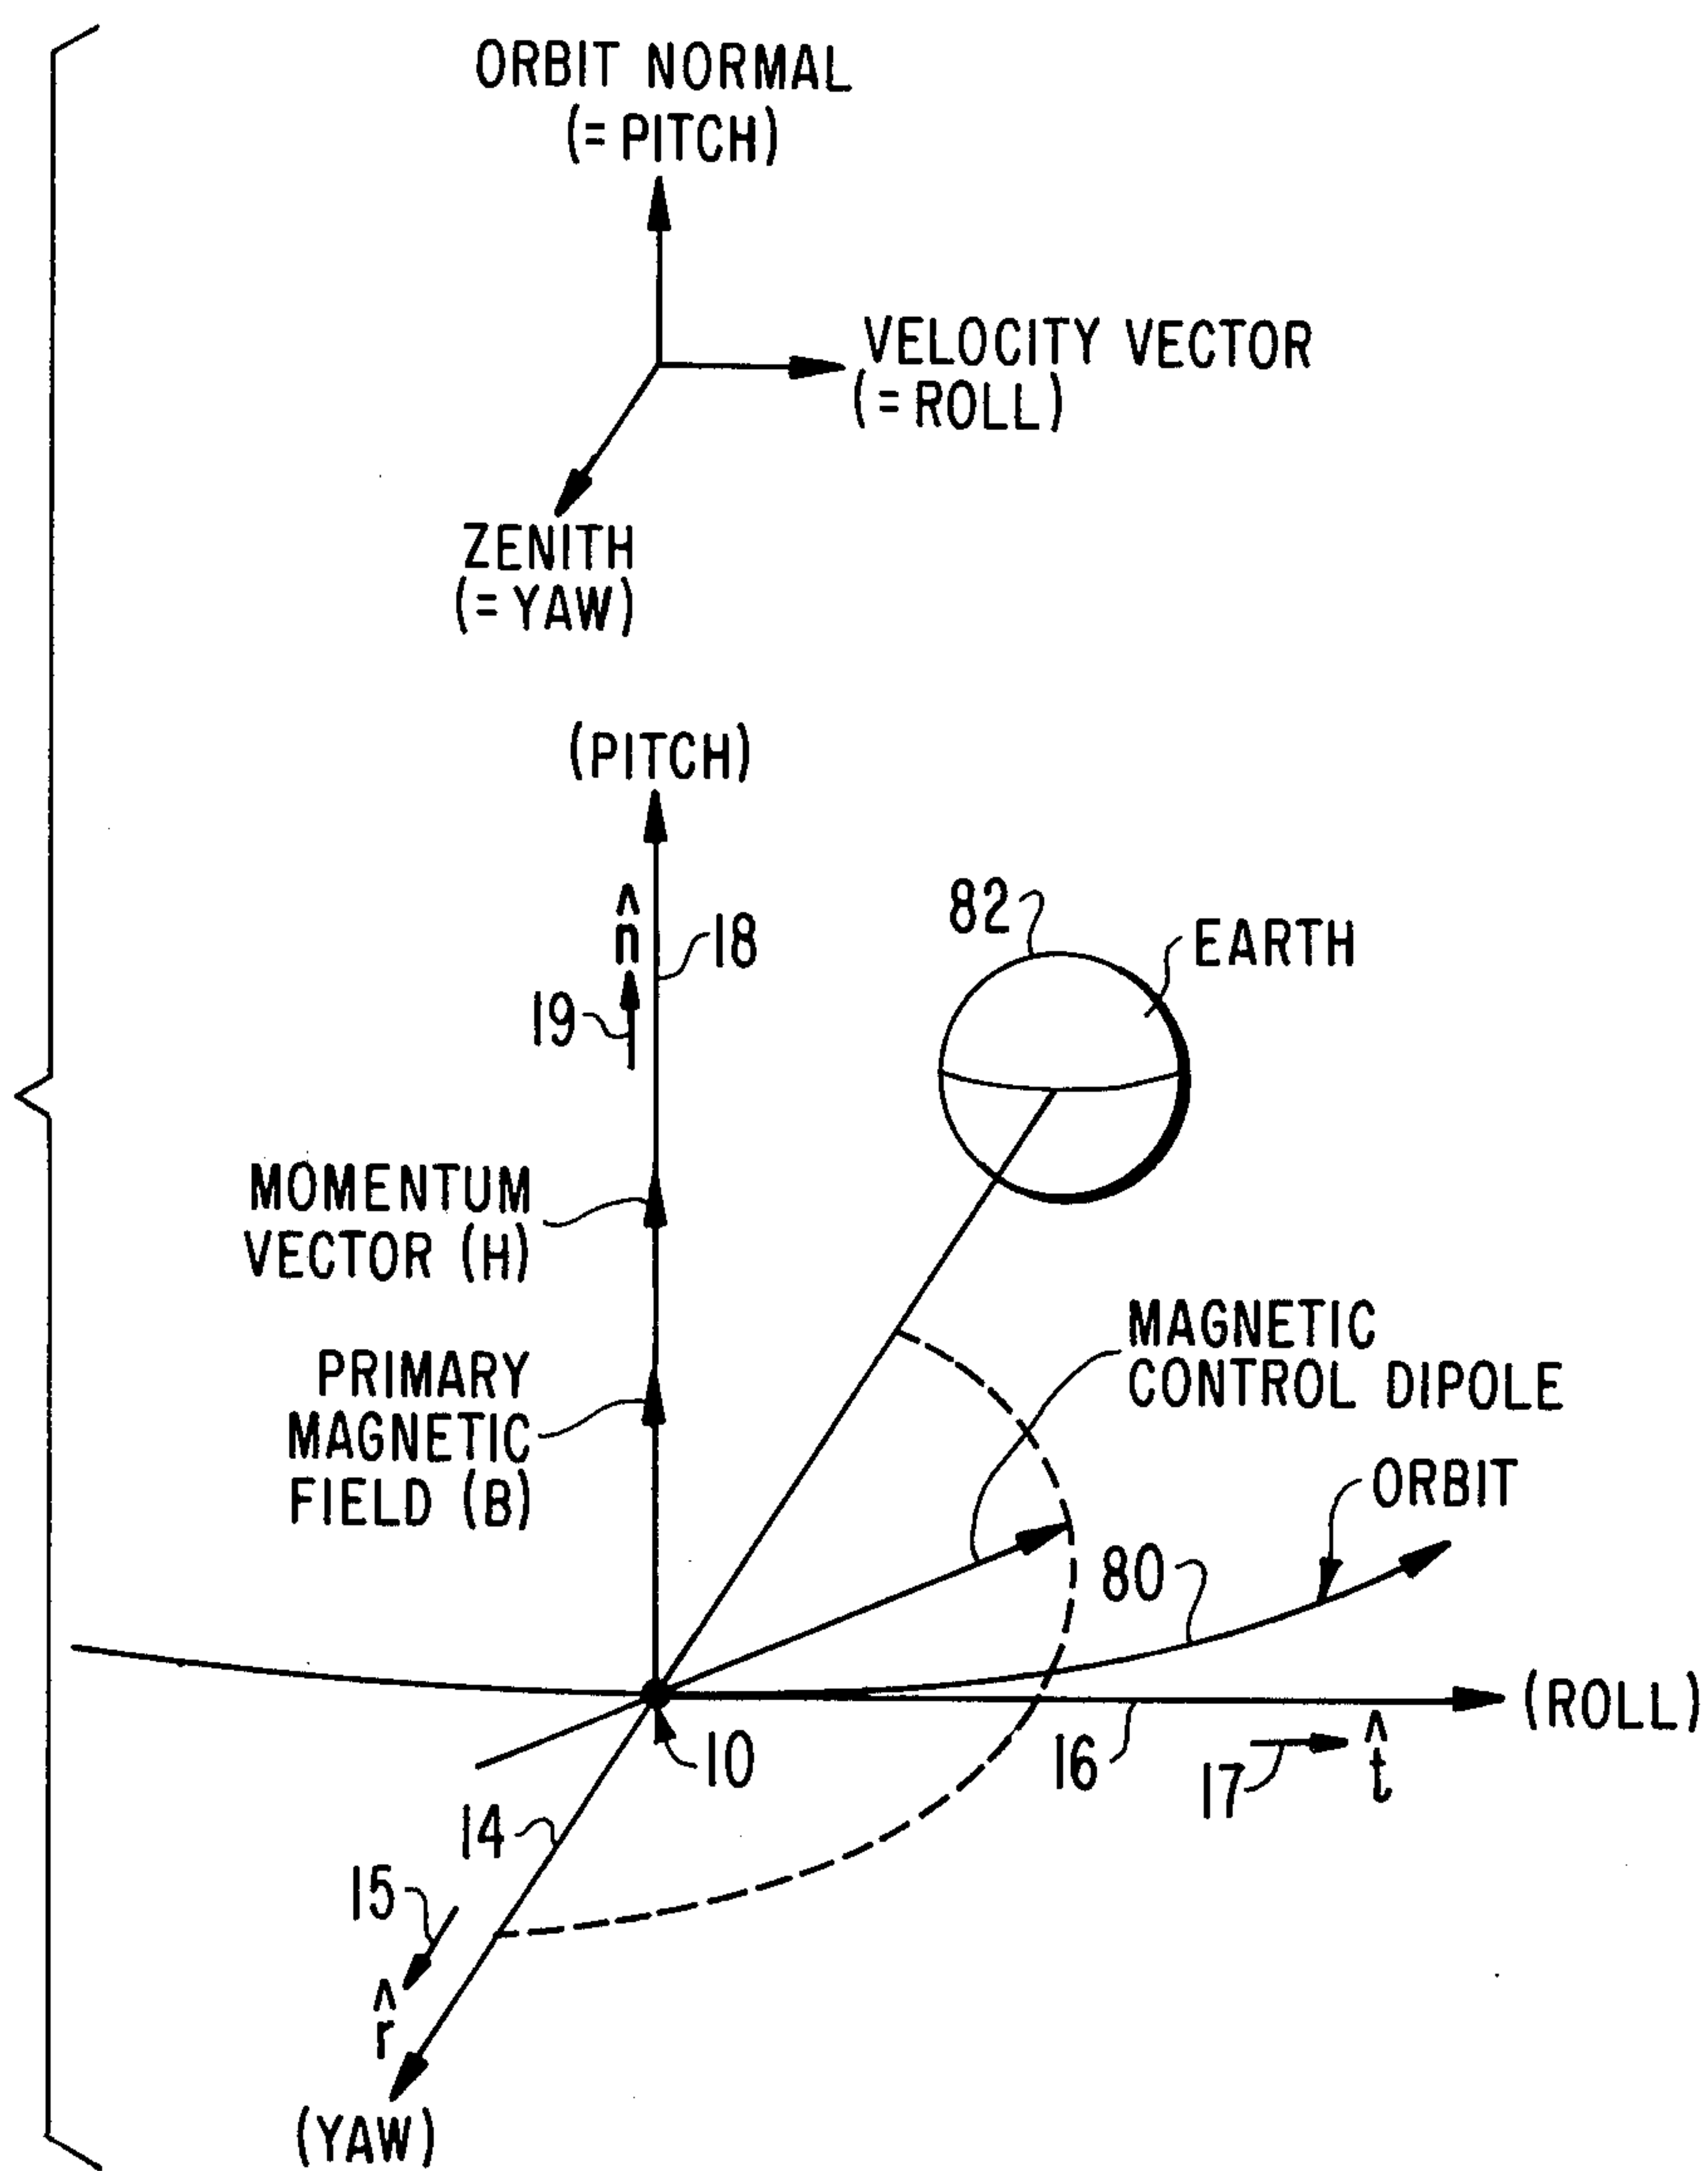 ORBIT NORMAL
(= PITCH)
VELOCITY VECTOR
(= ROLL)
ZENITH
(= YAW)
(PITCH)
n̂
18
19
82
EARTH
MOMENTUM
VECTOR (H)
PRIMARY
MAGNETIC
FIELD (B)
MAGNETIC
CONTROL DIPOLE
ORBIT
80
(ROLL)
10
16
17
t̂
14
15
r̂
(YAW)